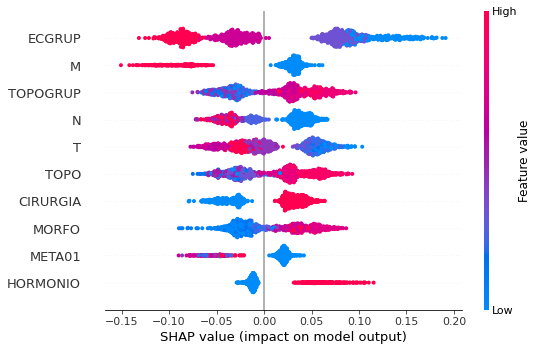 High
ECGRUP
M
TOPOGRUP
N
T
TOPO
CIRURGIA
MORFO
META01
HORMONIO
Feature value
Low
−0.15 −0.10 −0.05 0.00 0.05 0.10 0.15 0.20
SHAP value (impact on model output)